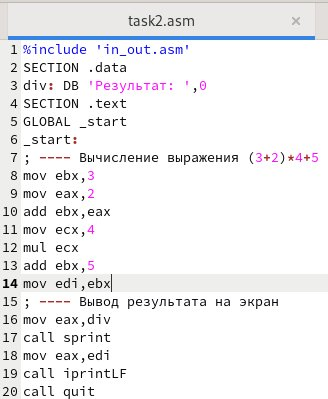 task2.asm
1 %include 'in_out.asm'
2 SECTION .data
3 div: DB 'Результат: ',0
4 SECTION .text
5 GLOBAL _start
6 _start:
7 ; ---- Вычисление выражения (3+2)*4+5
8 mov ebx,3
9 mov eax,2
10 add ebx,eax
11 mov ecx,4
12 mul ecx
13 add ebx,5
14 mov edi,ebx
15 ; ---- Вывод результата на экран
16 mov eax,div
17 call sprint
18 mov eax,edi
19 call iprintLF
20 call quit